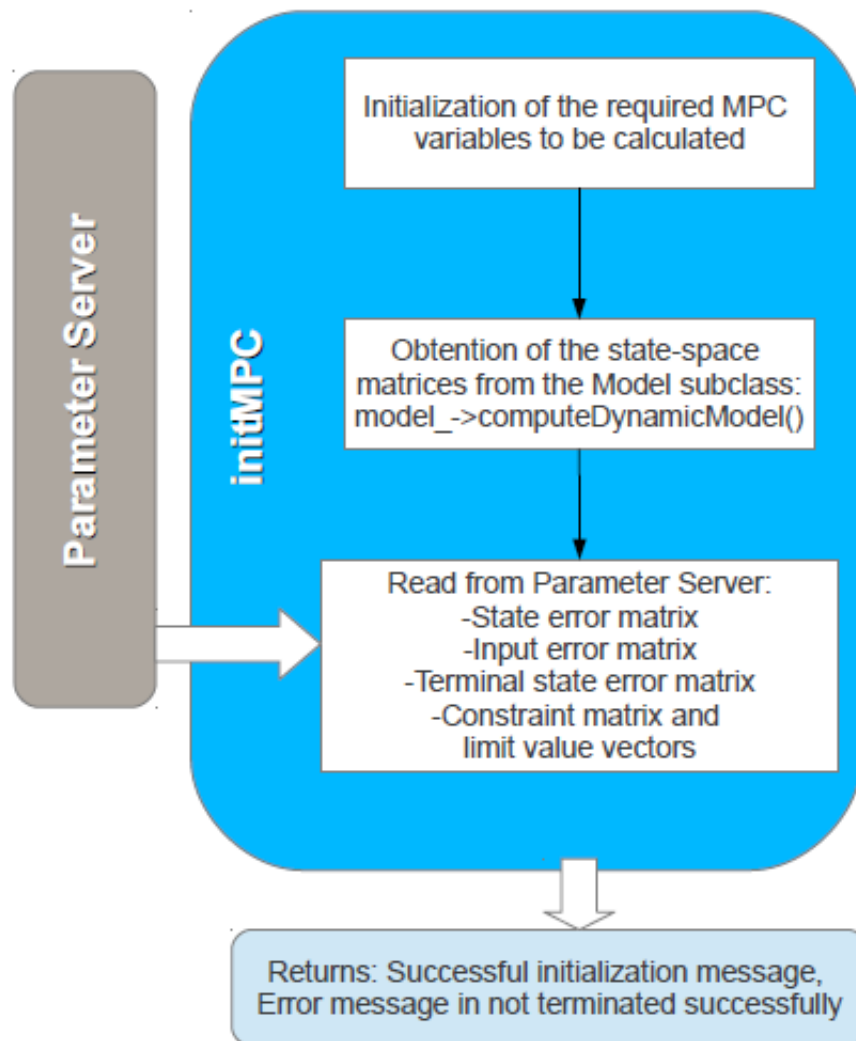 Parameter Server
initMPC
Initialization of the required MPC
variables to be calculated
Obtention of the state-space
matrices from the Model subclass:
model_->computeDynamicModel()
Read from Parameter Server:
-State error matrix
-Input error matrix
-Terminal state error matrix
-Constraint matrix and
limit value vectors
Returns: Successful initialization message,
Error message in not terminated successfully